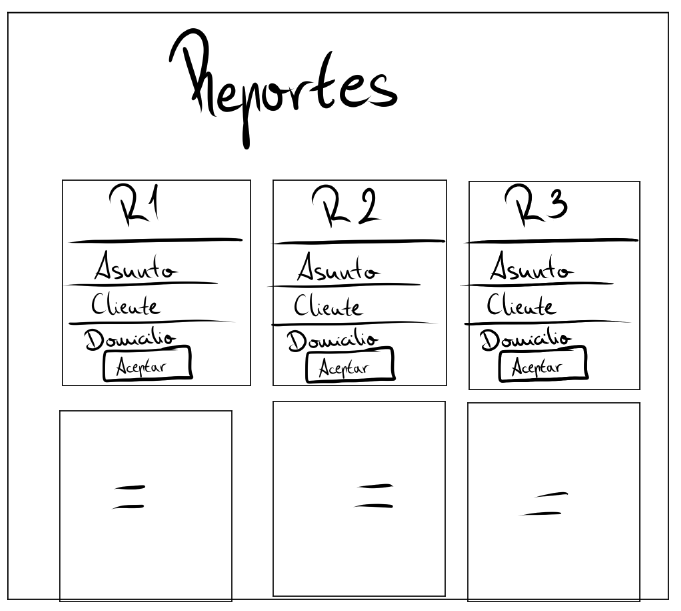 Reportes
R1
Asunto
Cliente
Domicilio
Aceptar
R2
Asunto
Cliente
Domicilio
Aceptar
R3
Asunto
Cliente
Domicilio
Aceptar
=
=
=